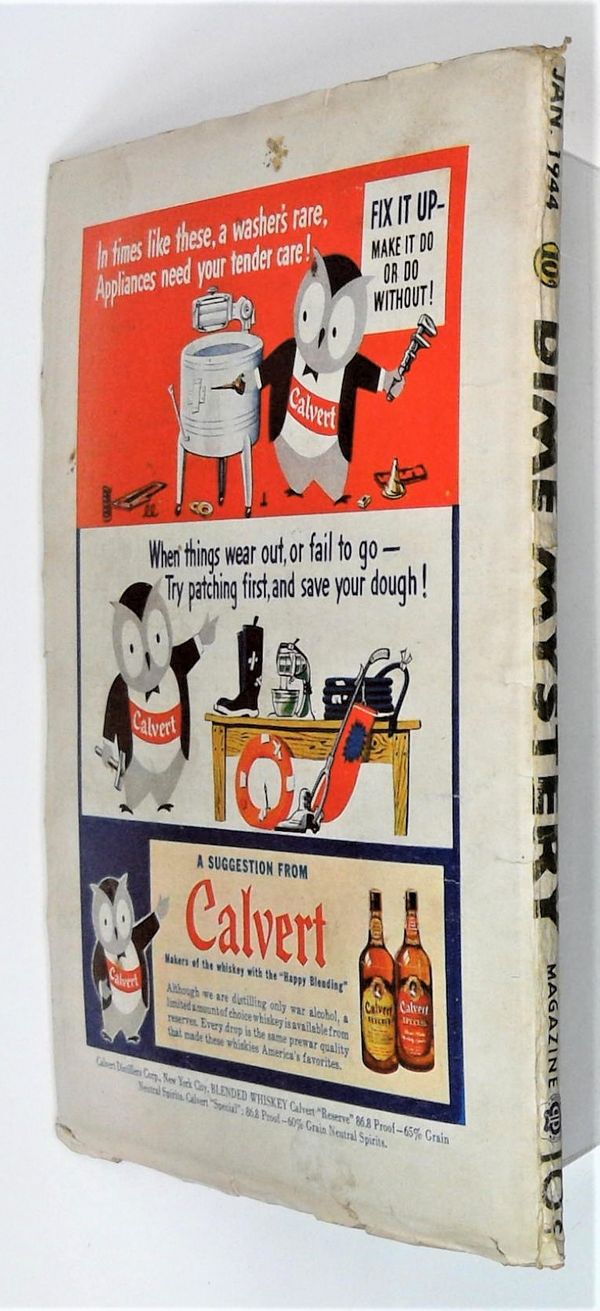 In times like these, a washer's rare,
Appliances need your tender care!
FIX IT UP-
MAKE IT DO
OR DO
WITHOUT!
Calvert
When things wear out, or fail to go —
Try patching first, and save your dough!
Calvert
A SUGGESTION FROM
Calvert
Makers of the whiskey with the "Happy Blending"
Although we are distilling only war alcohol, a
limited amount of choice whiskey is available from
reserves. Every drop is the same prewar quality
that made these whiskies America's favorites.
Calvert
Calvert
RESERVE
Calvert
SPECIAL
Calvert Distillers Corp., New York City. BLENDED WHISKEY Calvert "Reserve" 86.8 Proof—65% Grain
Neutral Spirits. Calvert "Special": 86.8 Proof—60% Grain Neutral Spirits.
JAN. 1944 10¢ DIME MYSTERY MAGAZINE 10¢